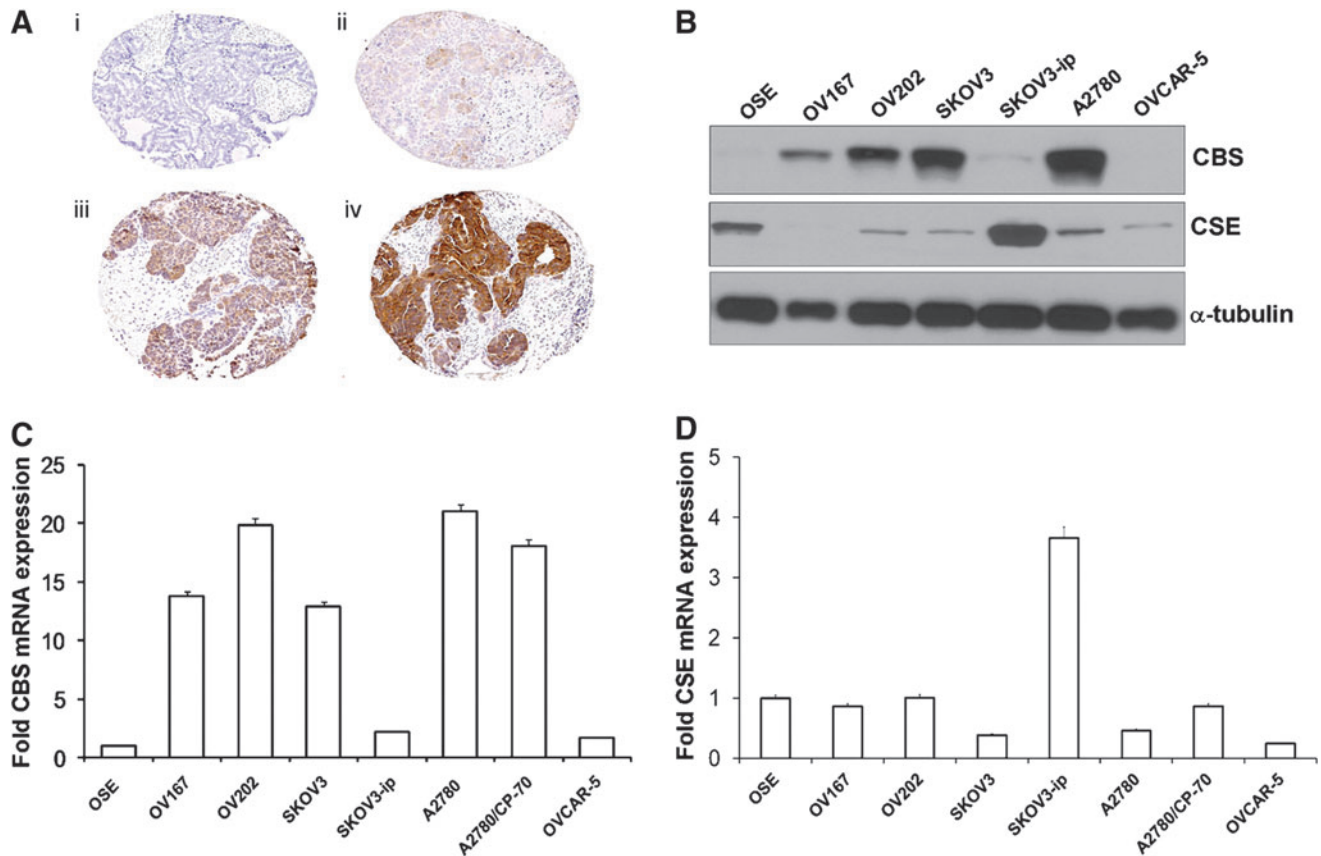 A
i
ii
iii
iv
B
OSE
OV167
OV202
SKOV3
SKOV3-ip
A2780
OVCAR-5
CBS
CSE
α-tubulin
C
Fold CBS mRNA expression
25
20
15
10
5
0
OSE
OV167
OV202
SKOV3
SKOV3-ip
A2780
A2780/CP-70
OVCAR-5
D
Fold CSE mRNA expression
5
4
3
2
1
0
OSE
OV167
OV202
SKOV3
SKOV3-ip
A2780
A2780/CP-70
OVCAR-5